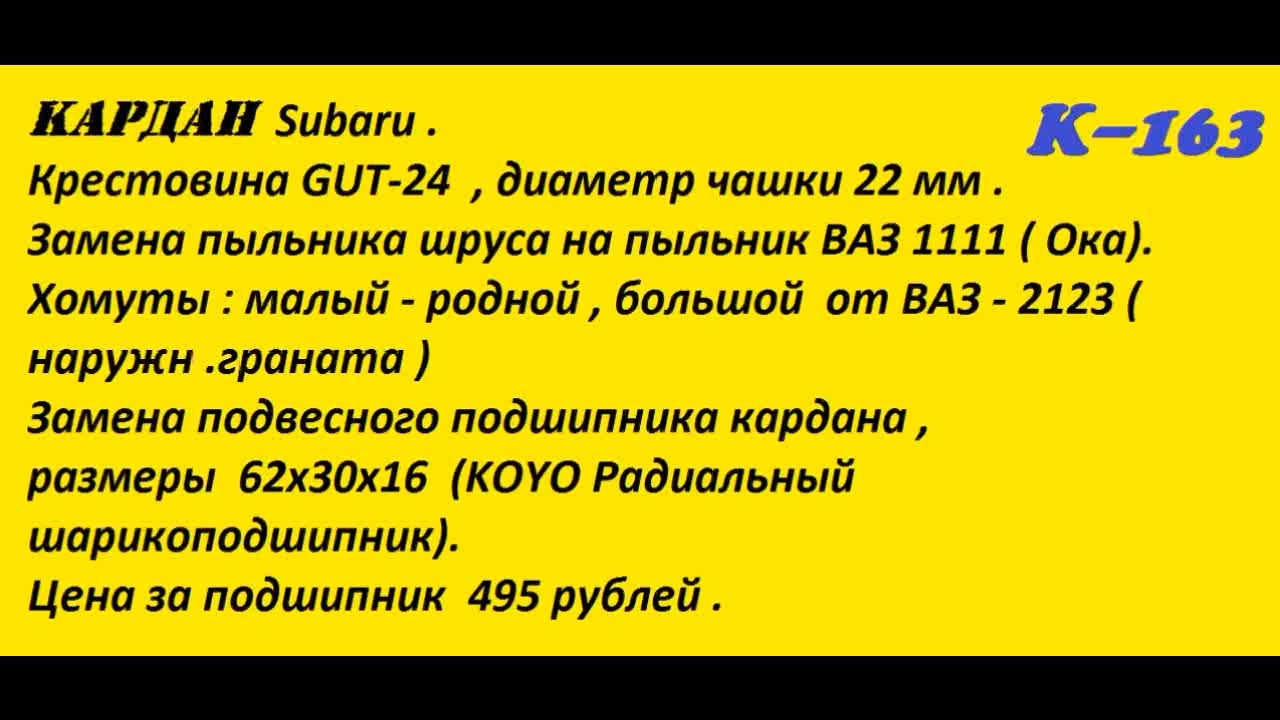 КАРДАН Subaru .
К-163
Крестовина GUT-24 , диаметр чашки 22 мм .
Замена пыльника шруса на пыльник ВАЗ 1111 ( Ока).
Хомуты : малый - родной , большой от ВАЗ - 2123 (
наружн .граната )
Замена подвесного подшипника кардана ,
размеры 62х30х16 (KOYO Радиальный
шарикоподшипник).
Цена за подшипник 495 рублей .